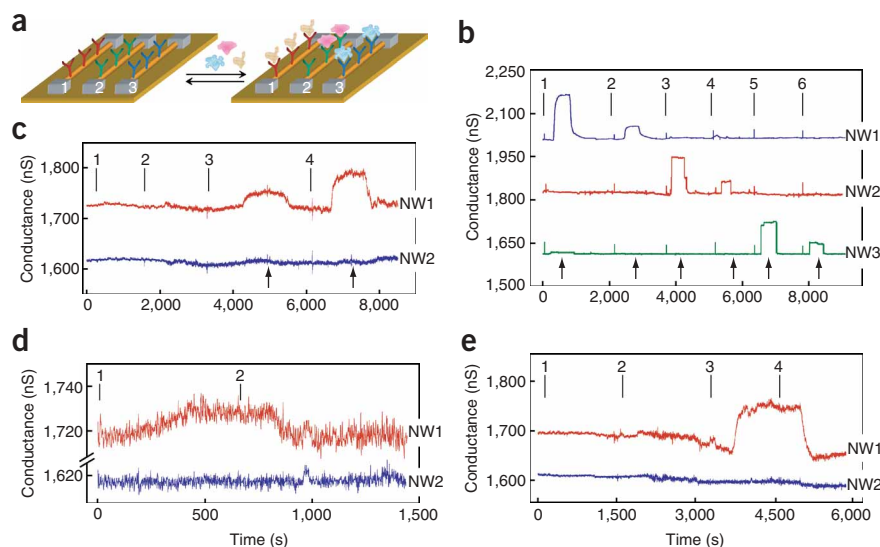 a
1 2 3
1 2 3
b
Conductance (nS)
2,250
2,100
1,950
1,800
1,650
1,500
1 2 3 4 5 6
NW1
NW2
NW3
0 2,000 4,000 6,000 8,000
c
Conductance (nS)
1,800
1,700
1,600
1 2 3 4
NW1
NW2
0 2,000 4,000 6,000 8,000
d
Conductance (nS)
1,740
1,720
1,620
1 2
NW1
NW2
0 500 1,000 1,500
Time (s)
e
Conductance (nS)
1,800
1,700
1,600
1 2 3 4
NW1
NW2
0 1,500 3,000 4,500 6,000
Time (s)